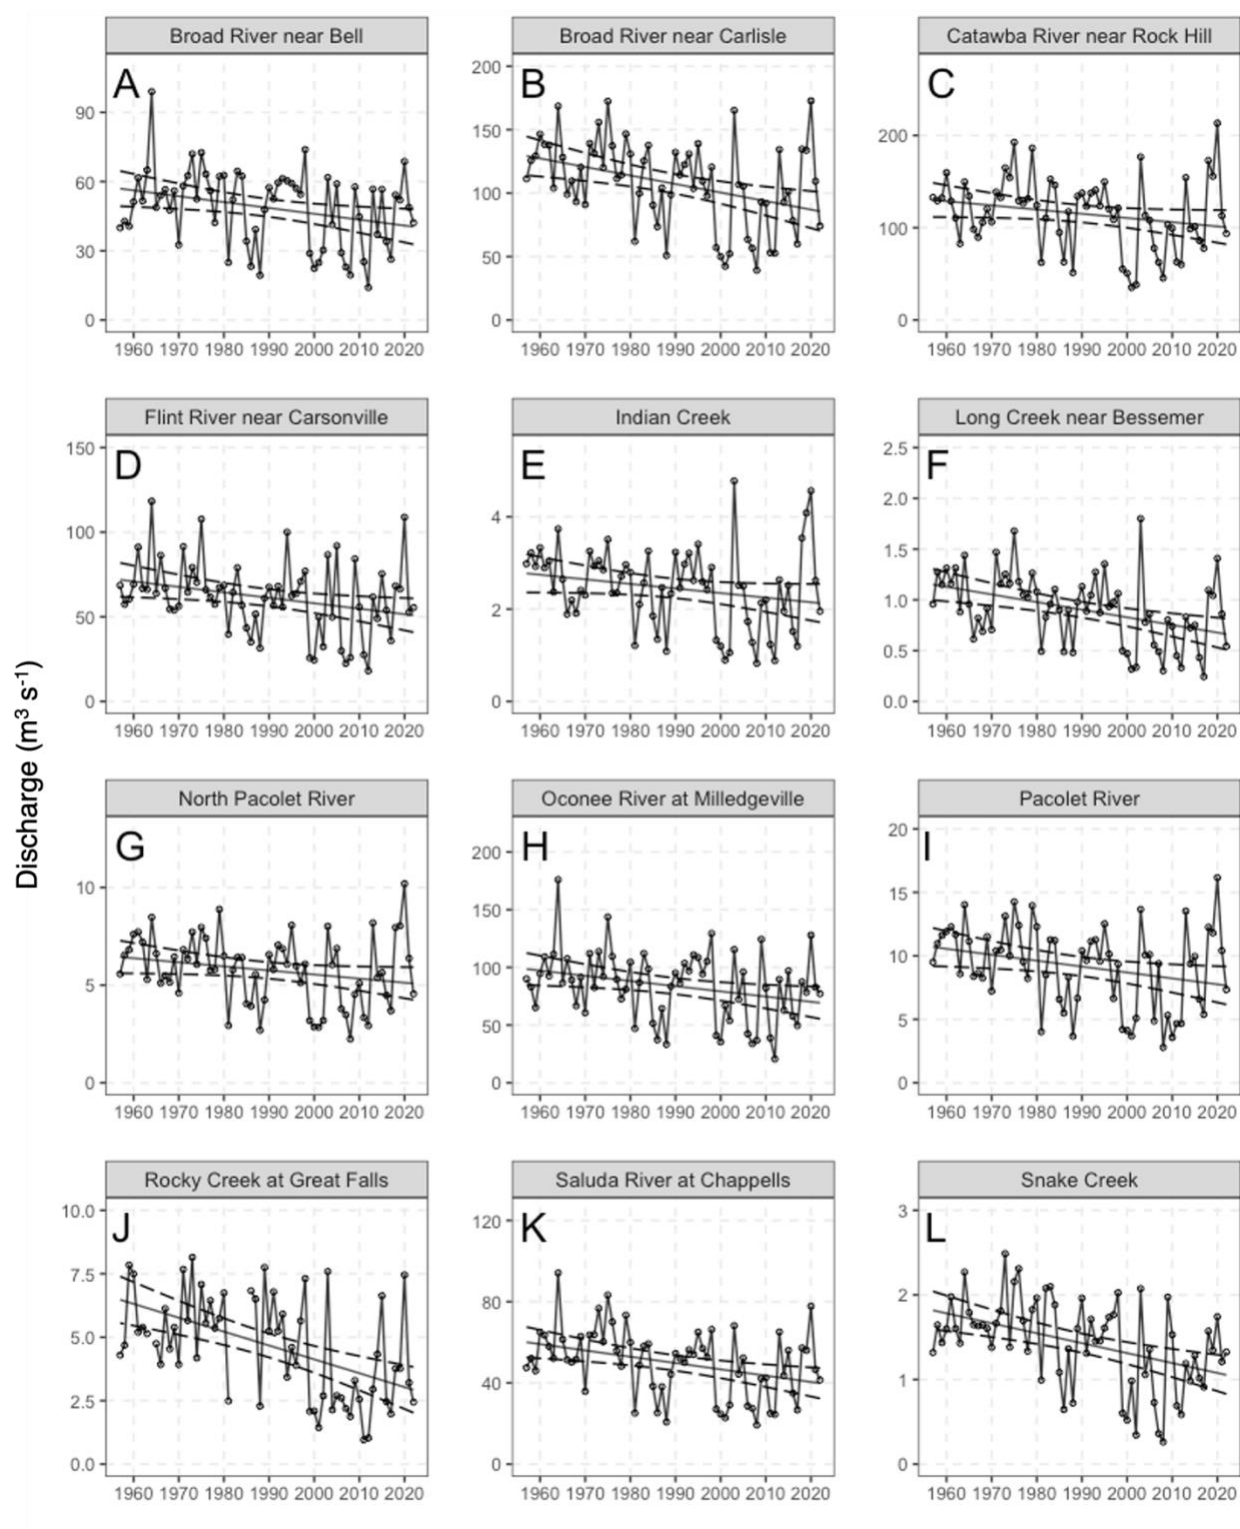 Broad River near Bell
Broad River near Carlisle
Catawba River near Rock Hill
A
B
C
90
60
30
0
200
150
100
50
0
200
100
0
1960 1970 1980 1990 2000 2010 2020
1960 1970 1980 1990 2000 2010 2020
1960 1970 1980 1990 2000 2010 2020
Flint River near Carsonville
Indian Creek
Long Creek near Bessemer
D
E
F
150
100
50
0
4
2
0
2.5
2.0
1.5
1.0
0.5
0.0
1960 1970 1980 1990 2000 2010 2020
1960 1970 1980 1990 2000 2010 2020
1960 1970 1980 1990 2000 2010 2020
Discharge (m³ s⁻¹)
North Pacolet River
Oconee River at Milledgeville
Pacolet River
G
H
I
10
5
0
200
150
100
50
0
20
15
10
5
0
1960 1970 1980 1990 2000 2010 2020
1960 1970 1980 1990 2000 2010 2020
1960 1970 1980 1990 2000 2010 2020
Rocky Creek at Great Falls
Saluda River at Chappells
Snake Creek
J
K
L
10.0
7.5
5.0
2.5
0.0
120
80
40
0
3
2
1
0
1960 1970 1980 1990 2000 2010 2020
1960 1970 1980 1990 2000 2010 2020
1960 1970 1980 1990 2000 2010 2020